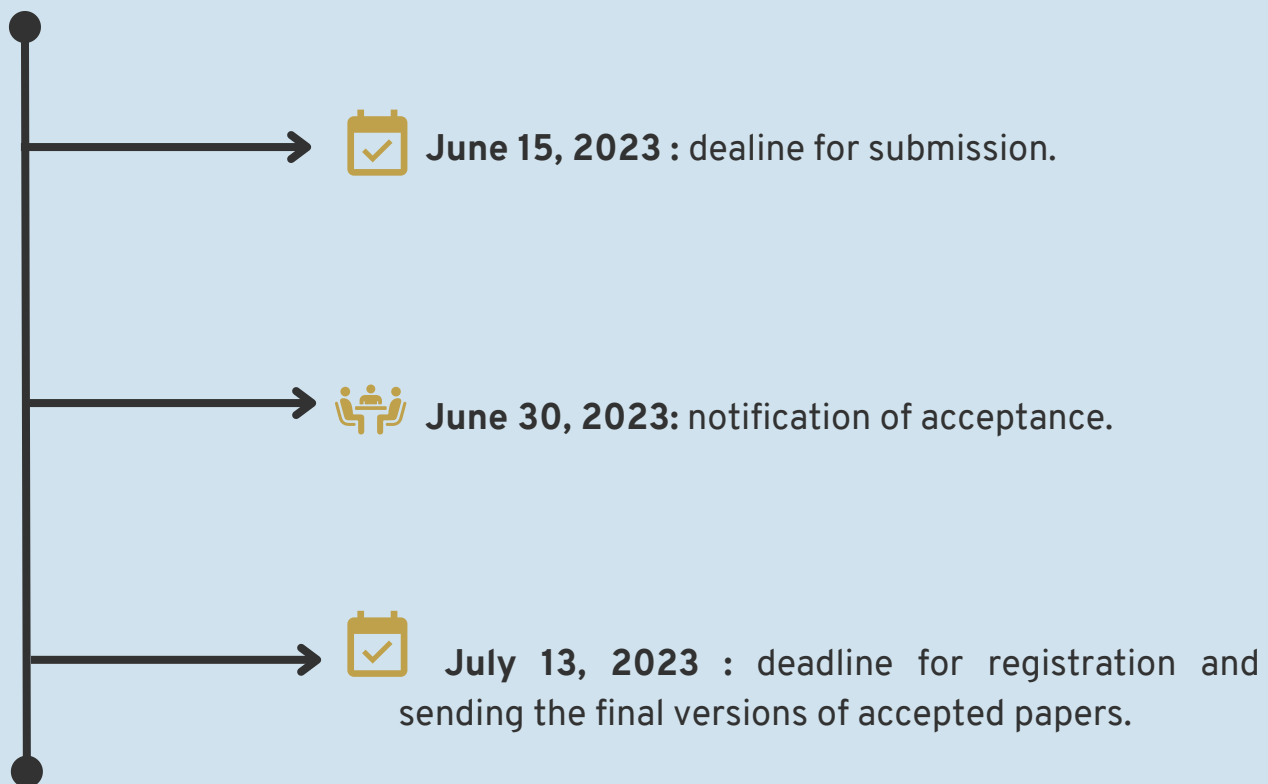 June 15, 2023 : dealine for submission.
June 30, 2023: notification of acceptance.
July 13, 2023 : deadline for registration and
sending the final versions of accepted papers.